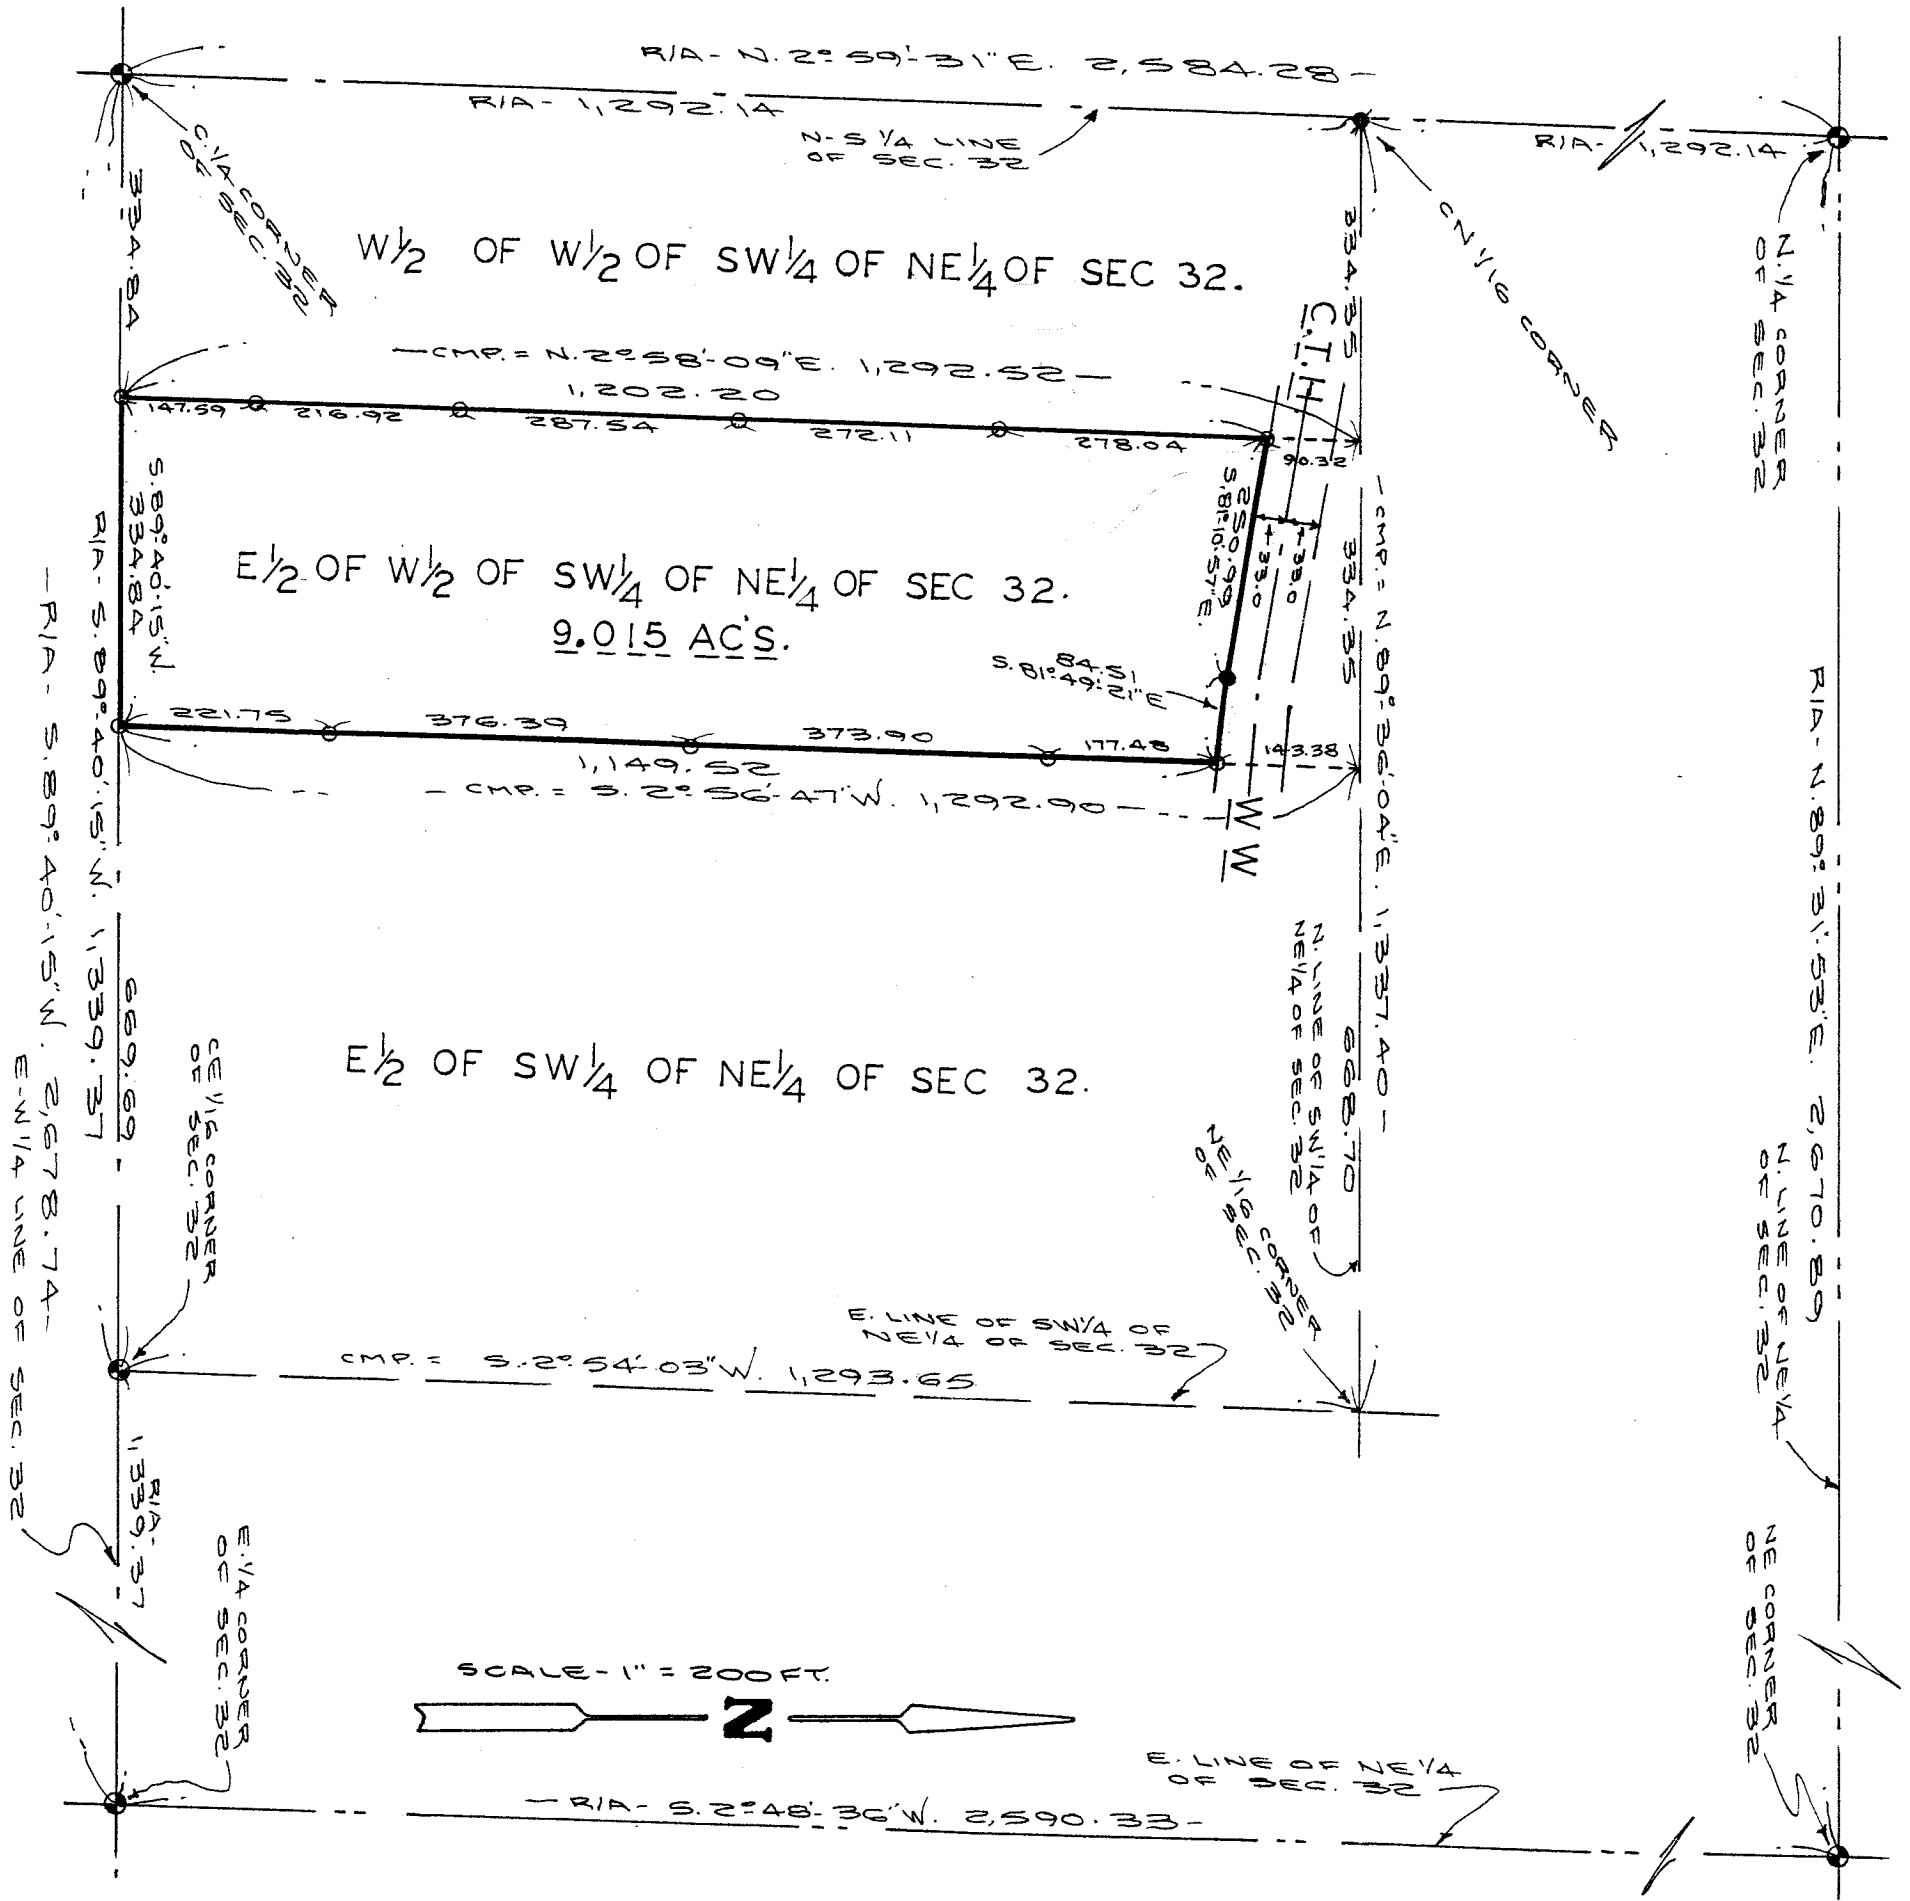 R/A- N. 2°-59'-31"E. 2,584.28-
R/A- 1,292.14
N-S 1/4 LINE
OF SEC. 32
R/A- 1,292.14
C. 1/4 CORNER
OF SEC. 32
334.84
W1/2 OF W1/2 OF SW1/4 OF NE1/4 OF SEC 32.
334.35
CN 1/16 CORNER
N. 1/4 CORNER
OF SEC. 32
C.T.H.
—CMP. = N. 2°-58'-09"E. 1,292.52—
1,202.20
147.59 216.92 287.54 272.11 278.04
90.32
S. 89°-40'-15"W.
334.84
250.99
S. 81°-10'-57"E.
33.0
33.0
334.35
-CMP. = N. 89°-36'-04"E. 1,337.40-
E1/2 OF W1/2 OF SW1/4 OF NE1/4 OF SEC 32.
9.015 AC'S.
84.51
S. 81°-49'-21"E
221.75 376.39 373.90 177.48
143.38
1,149.52
— CMP. = S. 2°-56'-47"W. 1,292.90 —
W W
R/A- S. 89°-40'-15"W. 1,339.37
—R/A- S. 89°-40'-15"W. 2,678.74—
E-W 1/4 LINE OF SEC. 32
669.69
R/A- N. 89°-31'-53"E. 2,670.89
N. LINE OF NE1/4
OF SEC. 32
N. LINE OF SW1/4 OF
NE1/4 OF SEC. 32
668.70
E1/2 OF SW1/4 OF NE1/4 OF SEC 32.
CE 1/16 CORNER
OF SEC. 32
NE 1/16 CORNER
OF SEC. 32
E. LINE OF SW1/4 OF
NE1/4 OF SEC. 32
CMP. = S. 2°-54'-03"W. 1,293.65
R/A-
1,339.37
E. 1/4 CORNER
OF SEC. 32
NE CORNER
OF SEC. 32
SCALE - 1" = 200 FT.
N
E. LINE OF NE1/4
OF SEC. 32
—R/A- S. 2°-48'-36"W. 2,590.33-